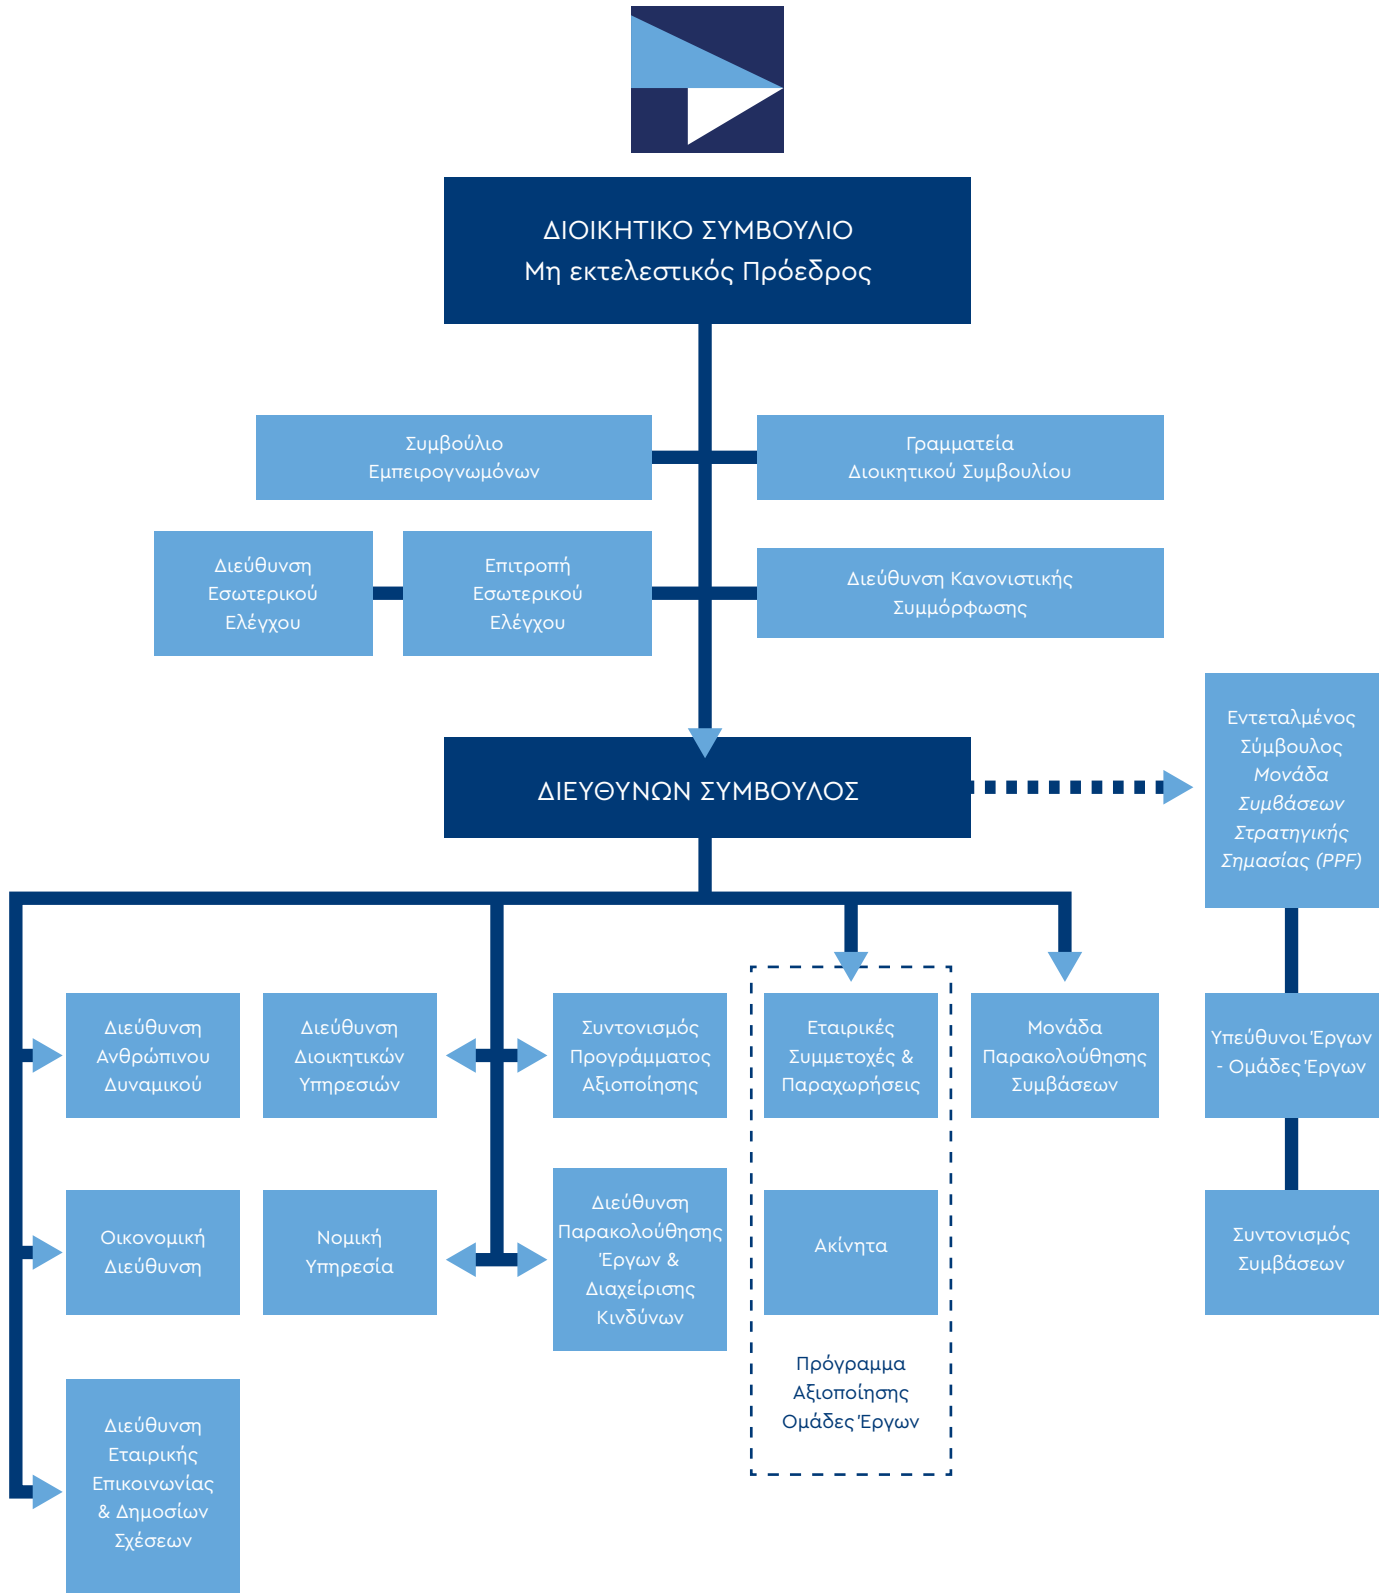 ΔΙΟΙΚΗΤΙΚΟ ΣΥΜΒΟΥΛΙΟ
Μη εκτελεστικός Πρόεδρος
Συμβούλιο
Εμπειρογνωμόνων
Γραμματεία
Διοικητικού Συμβουλίου
Διεύθυνση
Εσωτερικού
Ελέγχου
Επιτροπή
Εσωτερικού
Ελέγχου
Διεύθυνση Κανονιστικής
Συμμόρφωσης
ΔΙΕΥΘΥΝΩΝ ΣΥΜΒΟΥΛΟΣ
Εντεταλμένος
Σύμβουλος
Μονάδα
Συμβάσεων
Στρατηγικής
Σημασίας (PPF)
Διεύθυνση
Ανθρώπινου
Δυναμικού
Διεύθυνση
Διοικητικών
Υπηρεσιών
Συντονισμός
Προγράμματος
Αξιοποίησης
Εταιρικές
Συμμετοχές &
Παραχωρήσεις
Μονάδα
Παρακολούθησης
Συμβάσεων
Υπεύθυνοι Έργων
- Ομάδες Έργων
Οικονομική
Διεύθυνση
Νομική
Υπηρεσία
Διεύθυνση
Παρακολούθησης
Έργων &
Διαχείρισης
Κινδύνων
Ακίνητα
Συντονισμός
Συμβάσεων
Πρόγραμμα
Αξιοποίησης
Ομάδες Έργων
Διεύθυνση
Εταιρικής
Επικοινωνίας
& Δημοσίων
Σχέσεων